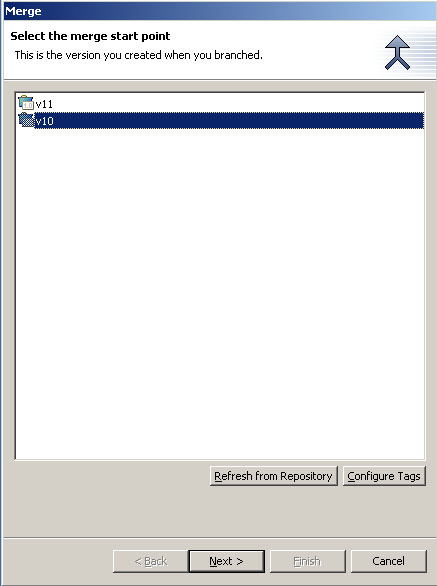 Merge
Select the merge start point
This is the version you created when you branched.
v11
v10
Refresh from Repository
Configure Tags
< Back
Next >
Finish
Cancel